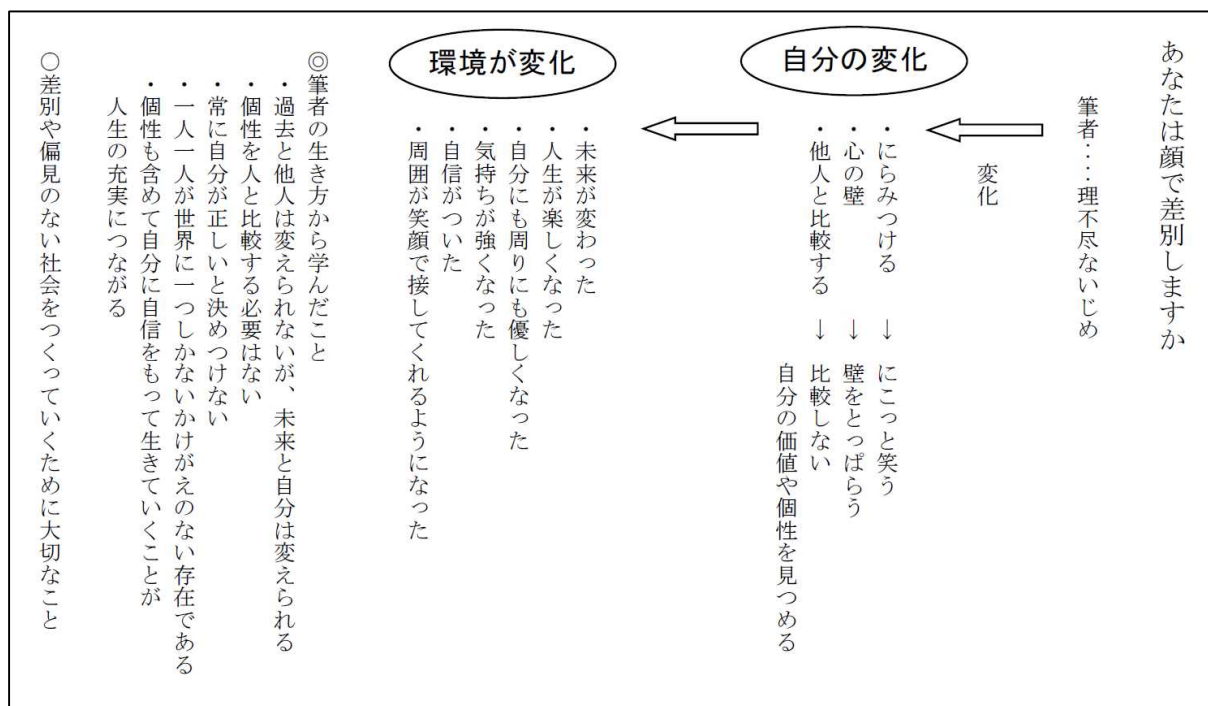 あなたは顔で差別しますか
筆者‥‥理不尽ないじめ
変化
自分の変化
・にらみつける　→　にこっと笑う
・心の壁　→　壁をとっぱらう
・他人と比較する　→　比較しない
自分の価値や個性を見つめる
環境が変化
・未来が変わった
・人生が楽しくなった
・自分にも周りにも優しくなった
・気持ちが強くなった
・自信がついた
・周囲が笑顔で接してくれるようになった
◎筆者の生き方から学んだこと
・過去と他人は変えられないが、未来と自分は変えられる
・個性を人と比較する必要はない
・常に自分が正しいと決めつけない
・一人一人が世界に一つしかないかけがえのない存在である
・個性も含めて自分に自信をもって生きていくことが
人生の充実につながる
○差別や偏見のない社会をつくっていくために大切なこと